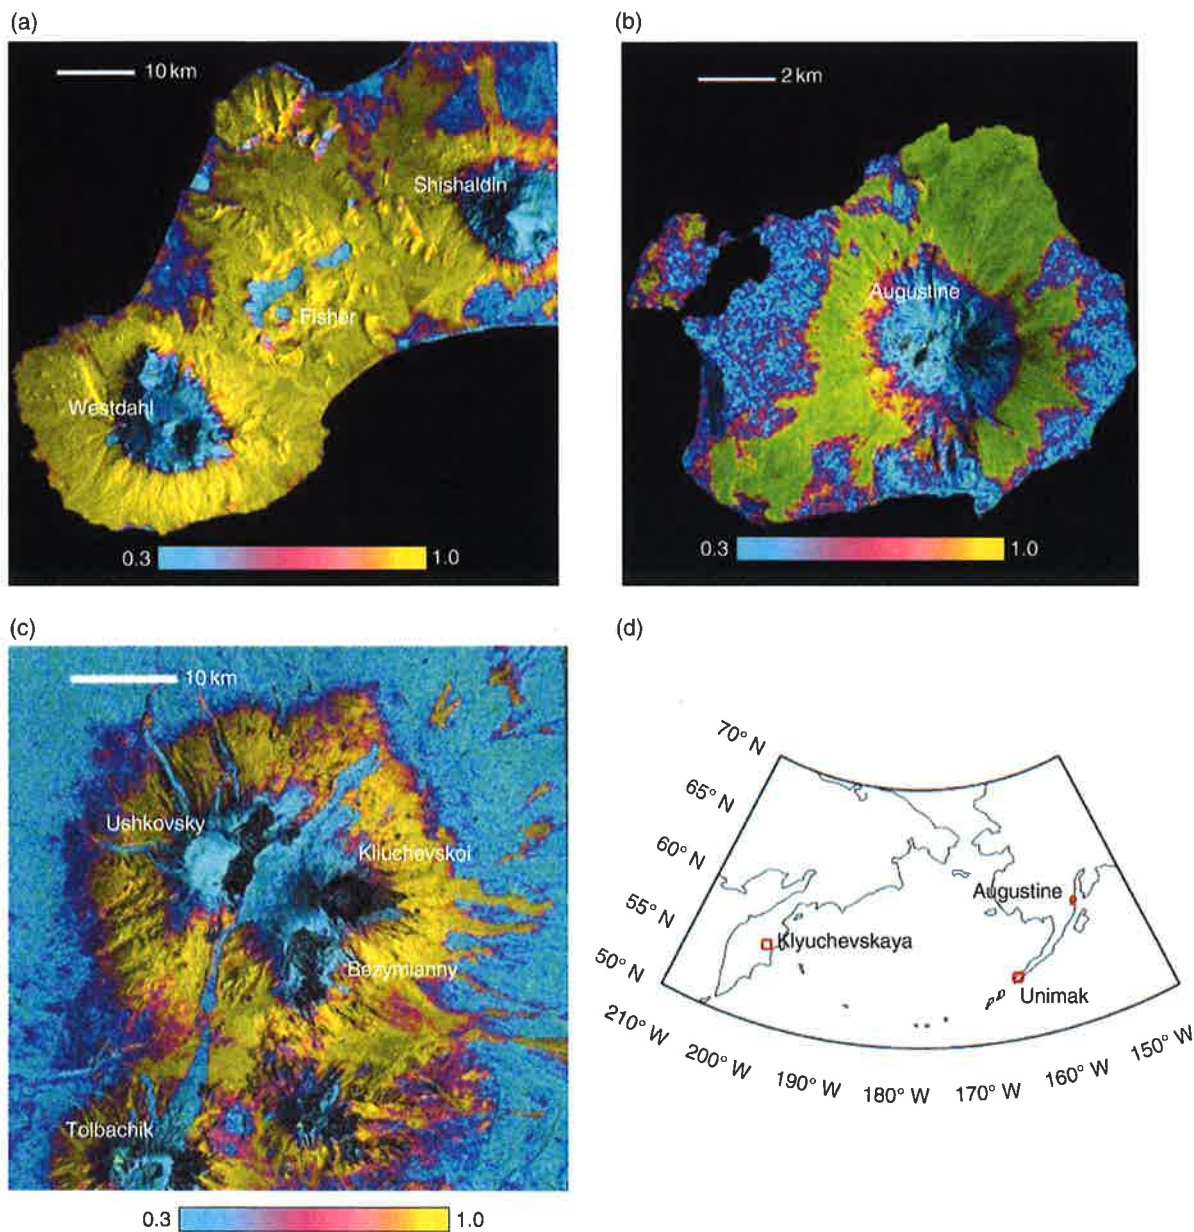 (a)
10 km
Shishaldin
Fisher
Westdahl
0.3
1.0
(b)
2 km
Augustine
0.3
1.0
(c)
10 km
Ushkovsky
Kliuchevskoi
Bezymianny
Tolbachik
0.3
1.0
(d)
70° N
65° N
60° N
55° N
50° N
Augustine
Klyuchevskaya
Unimak
210° W
200° W
190° W
180° W
170° W
160° W
150° W